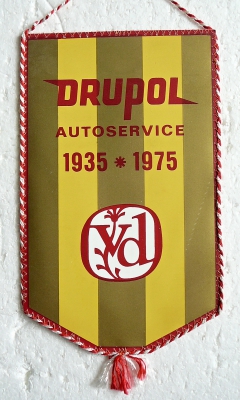 DRUPOL
AUTOSERVICE
1935 * 1975
vd